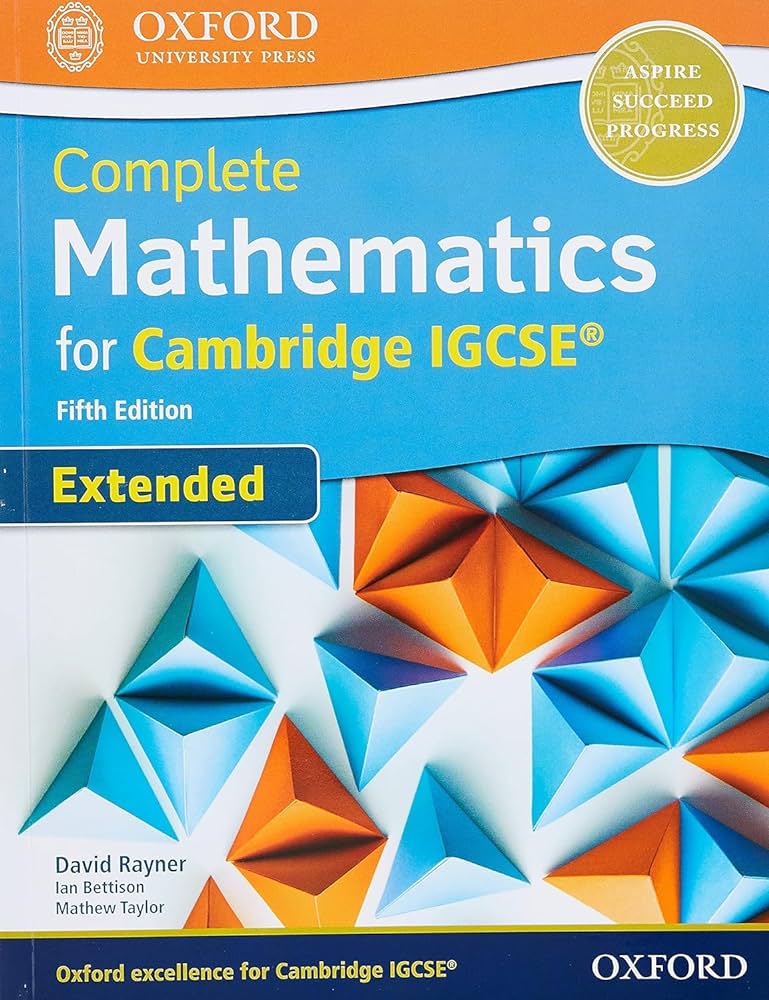 OXFORD
UNIVERSITY PRESS
ASPIRE
SUCCEED
PROGRESS
Complete
Mathematics
for Cambridge IGCSE®
Fifth Edition
Extended
David Rayner
Ian Bettison
Mathew Taylor
Oxford excellence for Cambridge IGCSE®
OXFORD